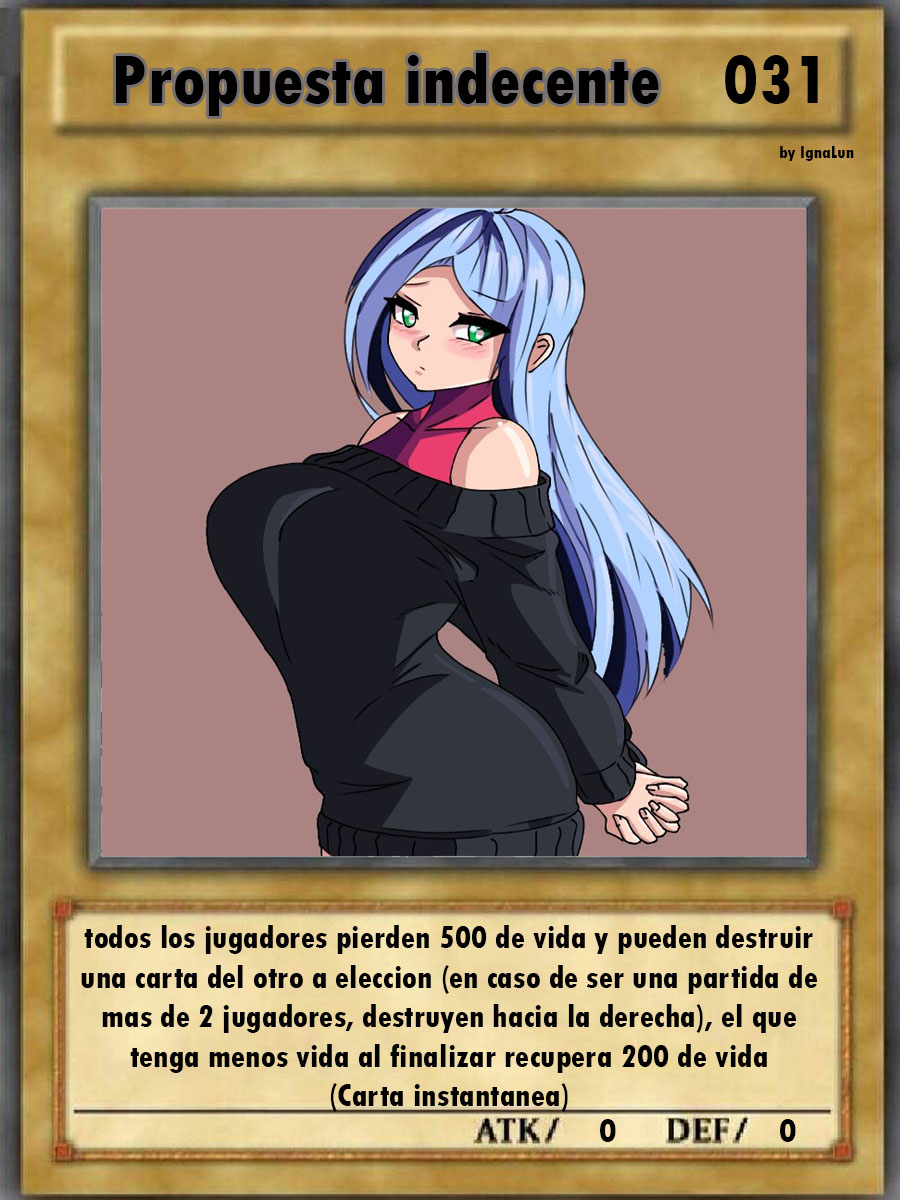 Propuesta indecente 031
by IgnaLun
todos los jugadores pierden 500 de vida y pueden destruir
una carta del otro a eleccion (en caso de ser una partida de
mas de 2 jugadores, destruyen hacia la derecha), el que
tenga menos vida al finalizar recupera 200 de vida
(Carta instantanea)
ATK/ 0 DEF/ 0